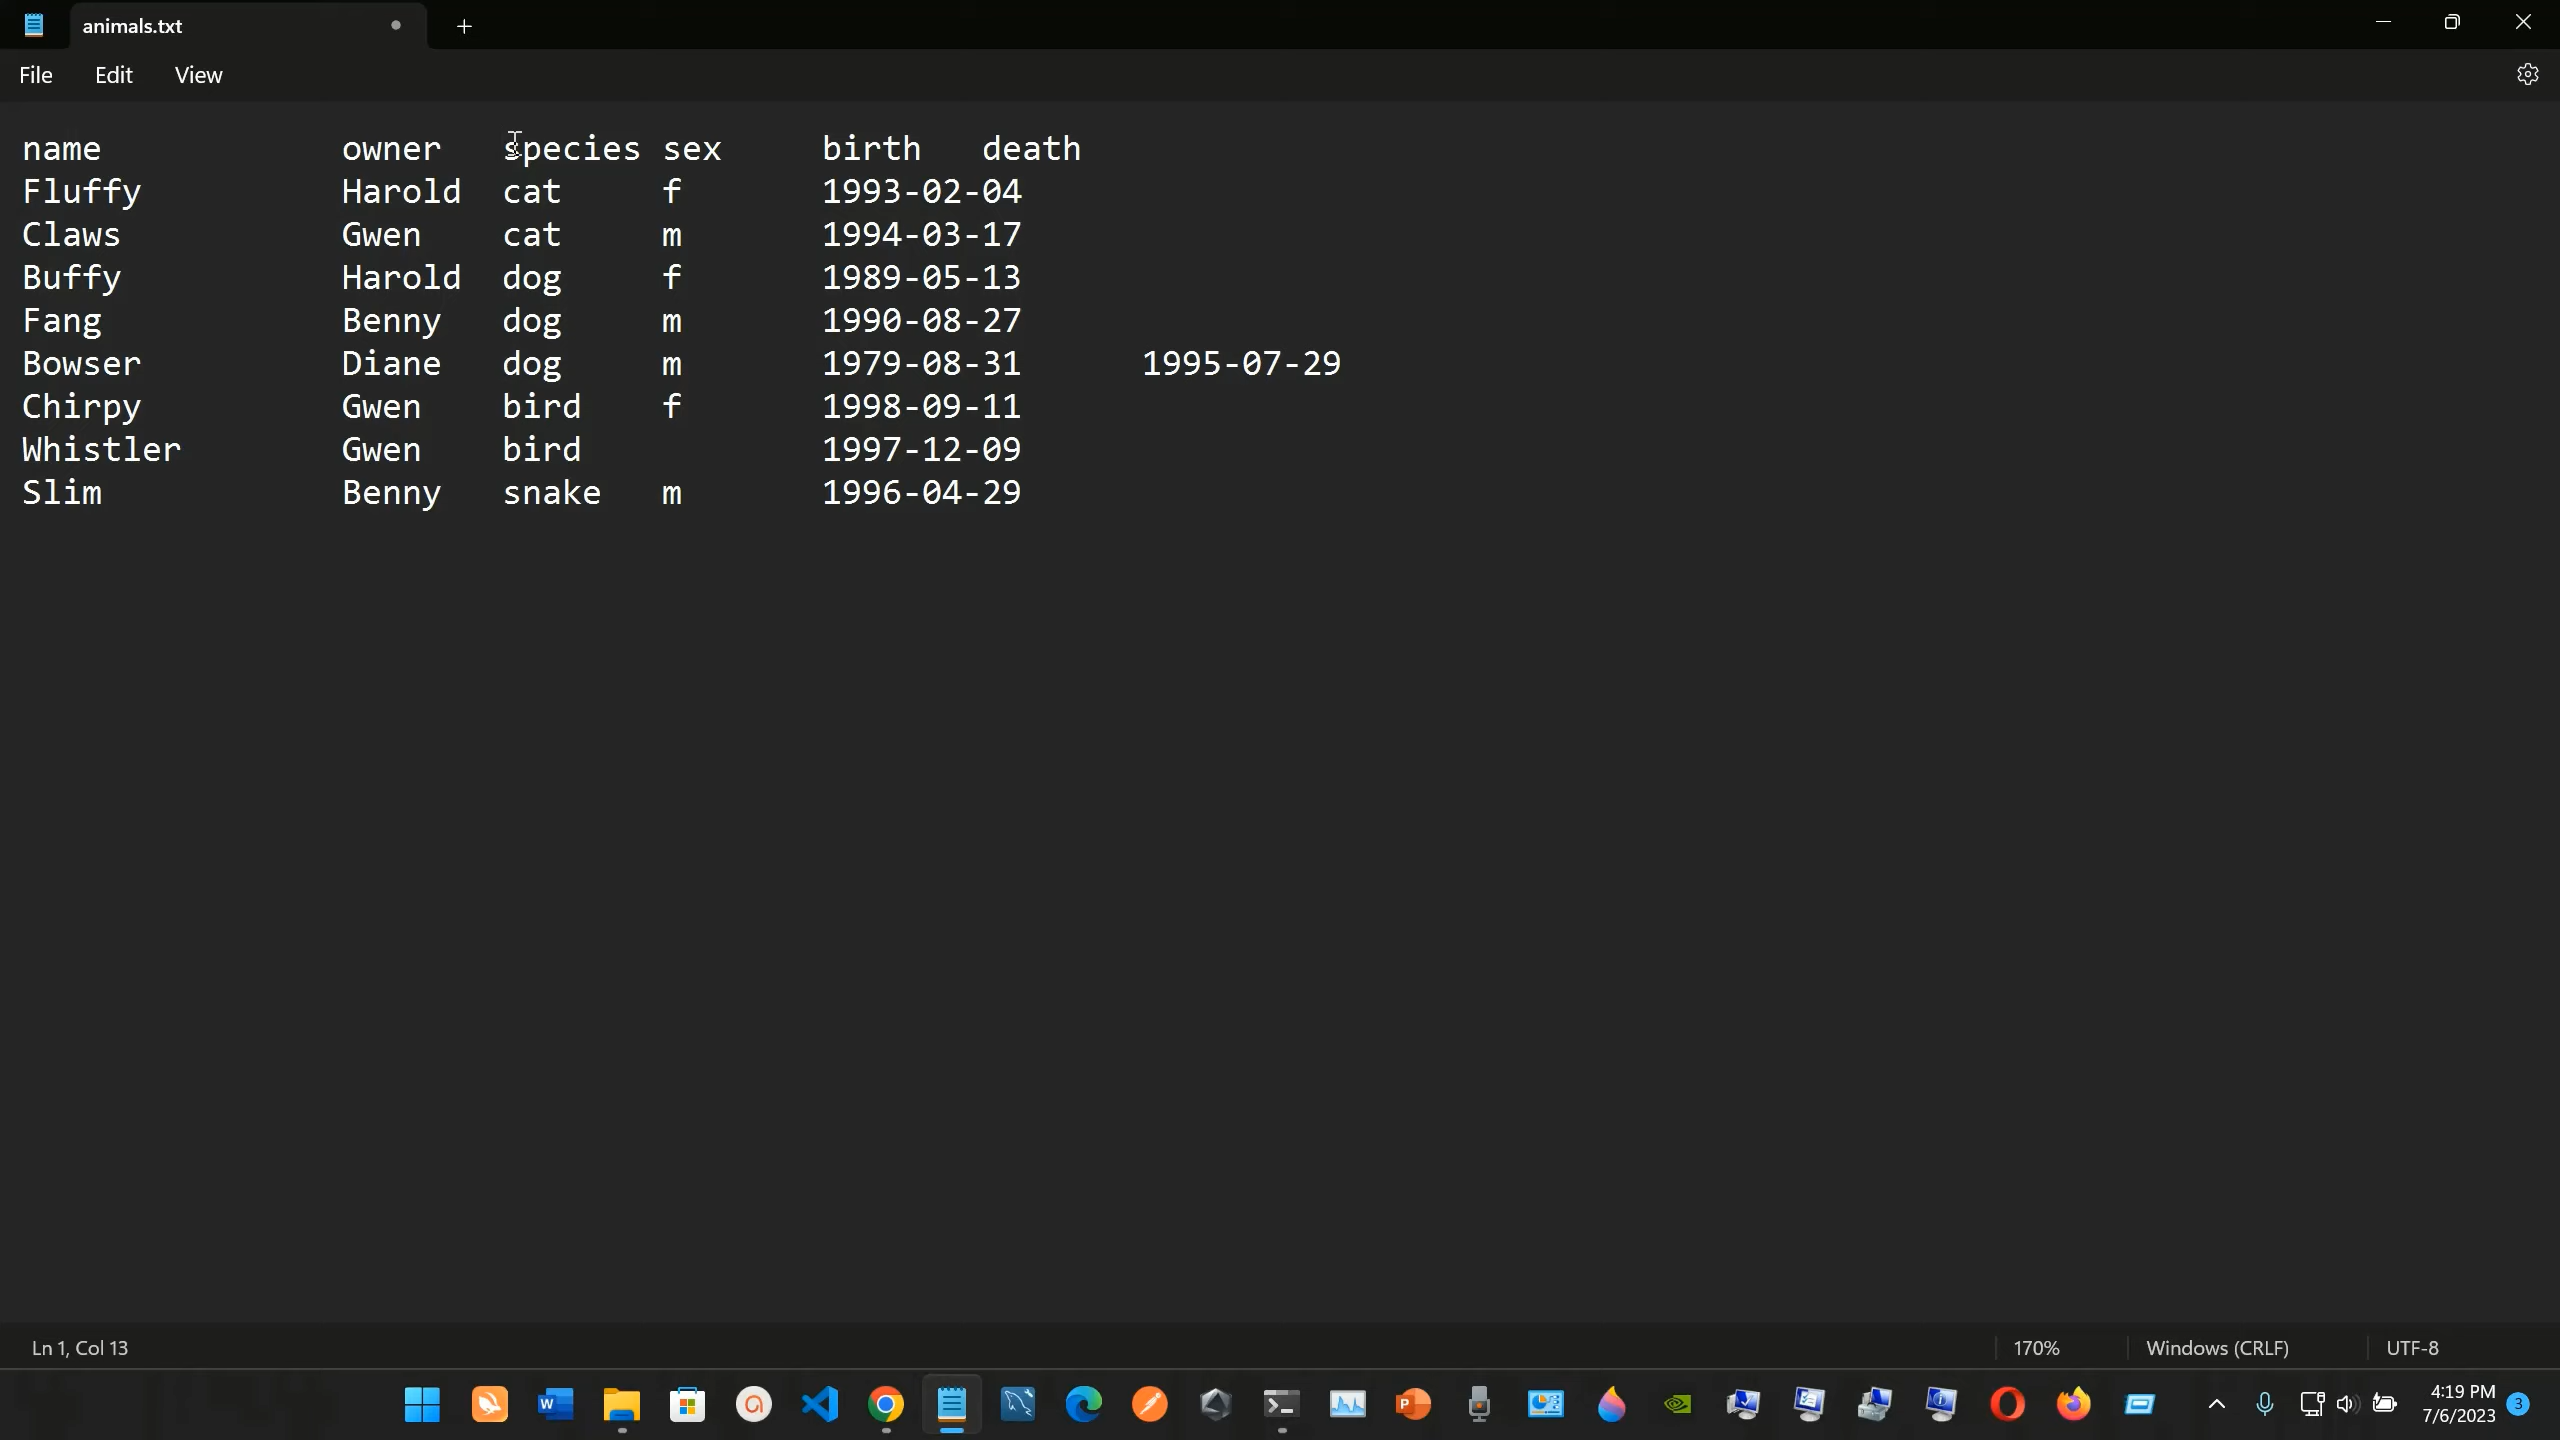 animals.txt
File Edit View
name owner species sex birth death
Fluffy Harold cat f 1993-02-04
Claws Gwen cat m 1994-03-17
Buffy Harold dog f 1989-05-13
Fang Benny dog m 1990-08-27
Bowser Diane dog m 1979-08-31 1995-07-29
Chirpy Gwen bird f 1998-09-11
Whistler Gwen bird 1997-12-09
Slim Benny snake m 1996-04-29
Ln 1, Col 13 170% Windows (CRLF) UTF-8
4:19 PM
7/6/2023 3